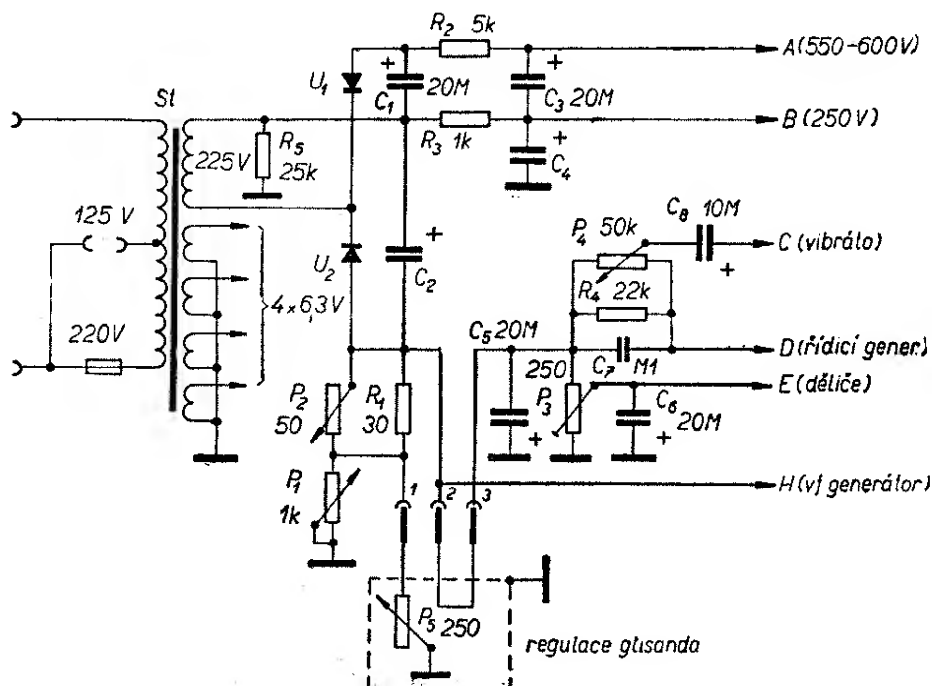 R2 5k
A (550-600V)
U1
+
C1
20M
+
C3 20M
St
R3 1k
B (250V)
225V
R5
25k
+
C4
125 V
U2
+
C2
4×6,3V
P4 50k
C8 10M
+
C (vibráto)
R4 22k
220V
C5 20M
D (řídicí gener.)
250
C7 M1
P3
E (děliče)
C6
20M
+
+
P2
50
R1
30
P1
1k
1
2
3
H (vf generátor)
P5 250
regulace glisanda